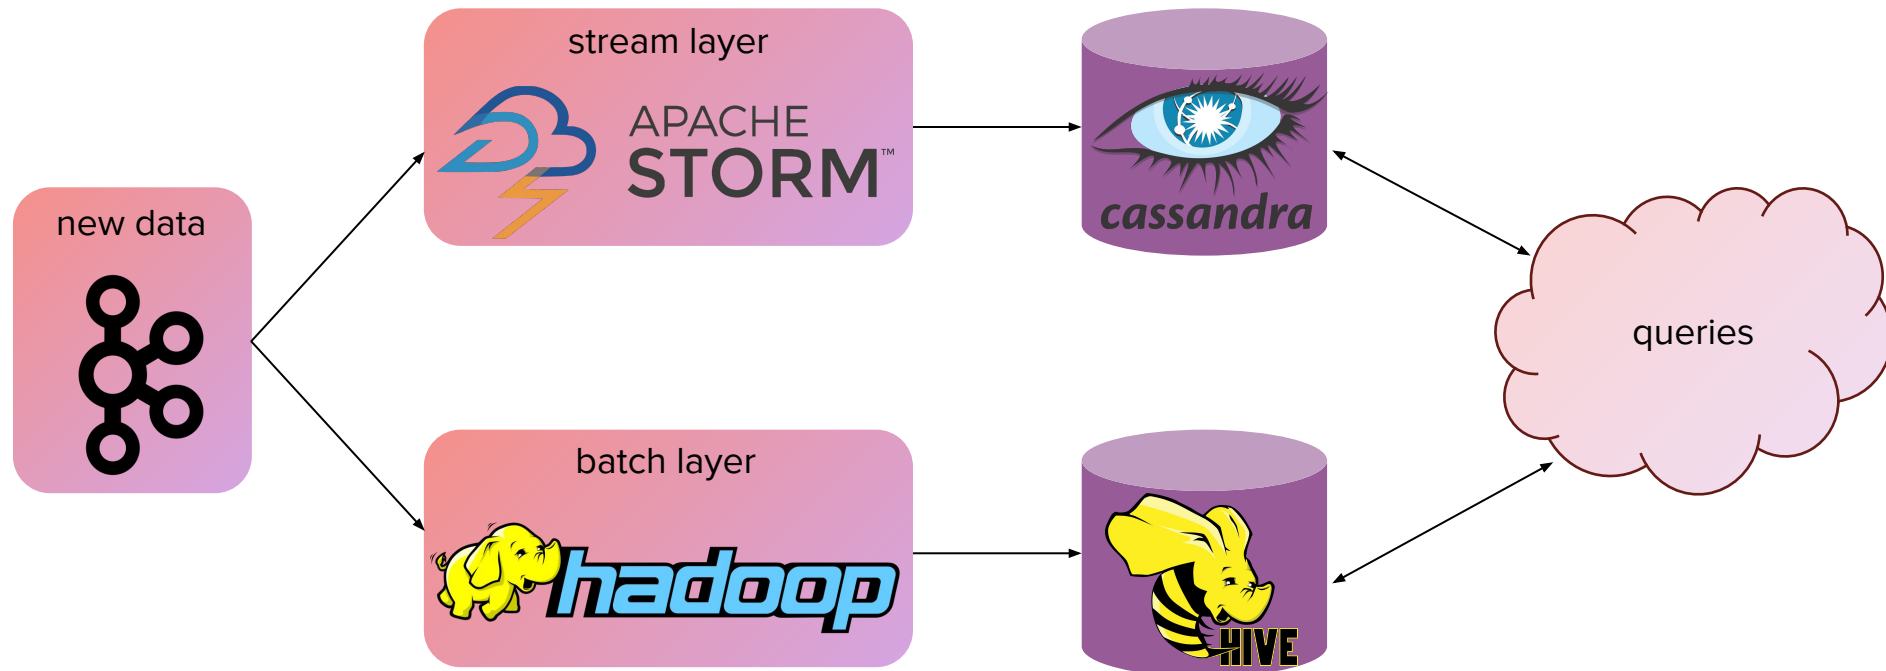 new data
stream layer
APACHE
STORM™
cassandra
batch layer
hadoop
HIVE
queries